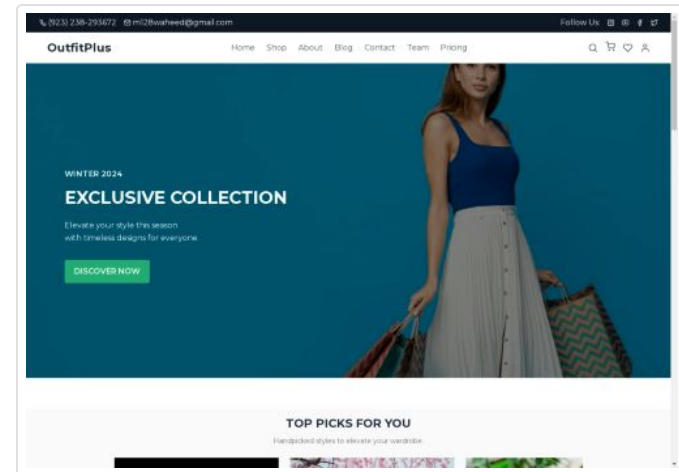 (923) 238-293672 ml28waheed@gmail.com Follow Us:
OutfitPlus Home Shop About Blog Contact Team Pricing
WINTER 2024
EXCLUSIVE COLLECTION
Elevate your style this season
with timeless designs for everyone.
DISCOVER NOW
TOP PICKS FOR YOU
Handpicked styles to elevate your wardrobe.